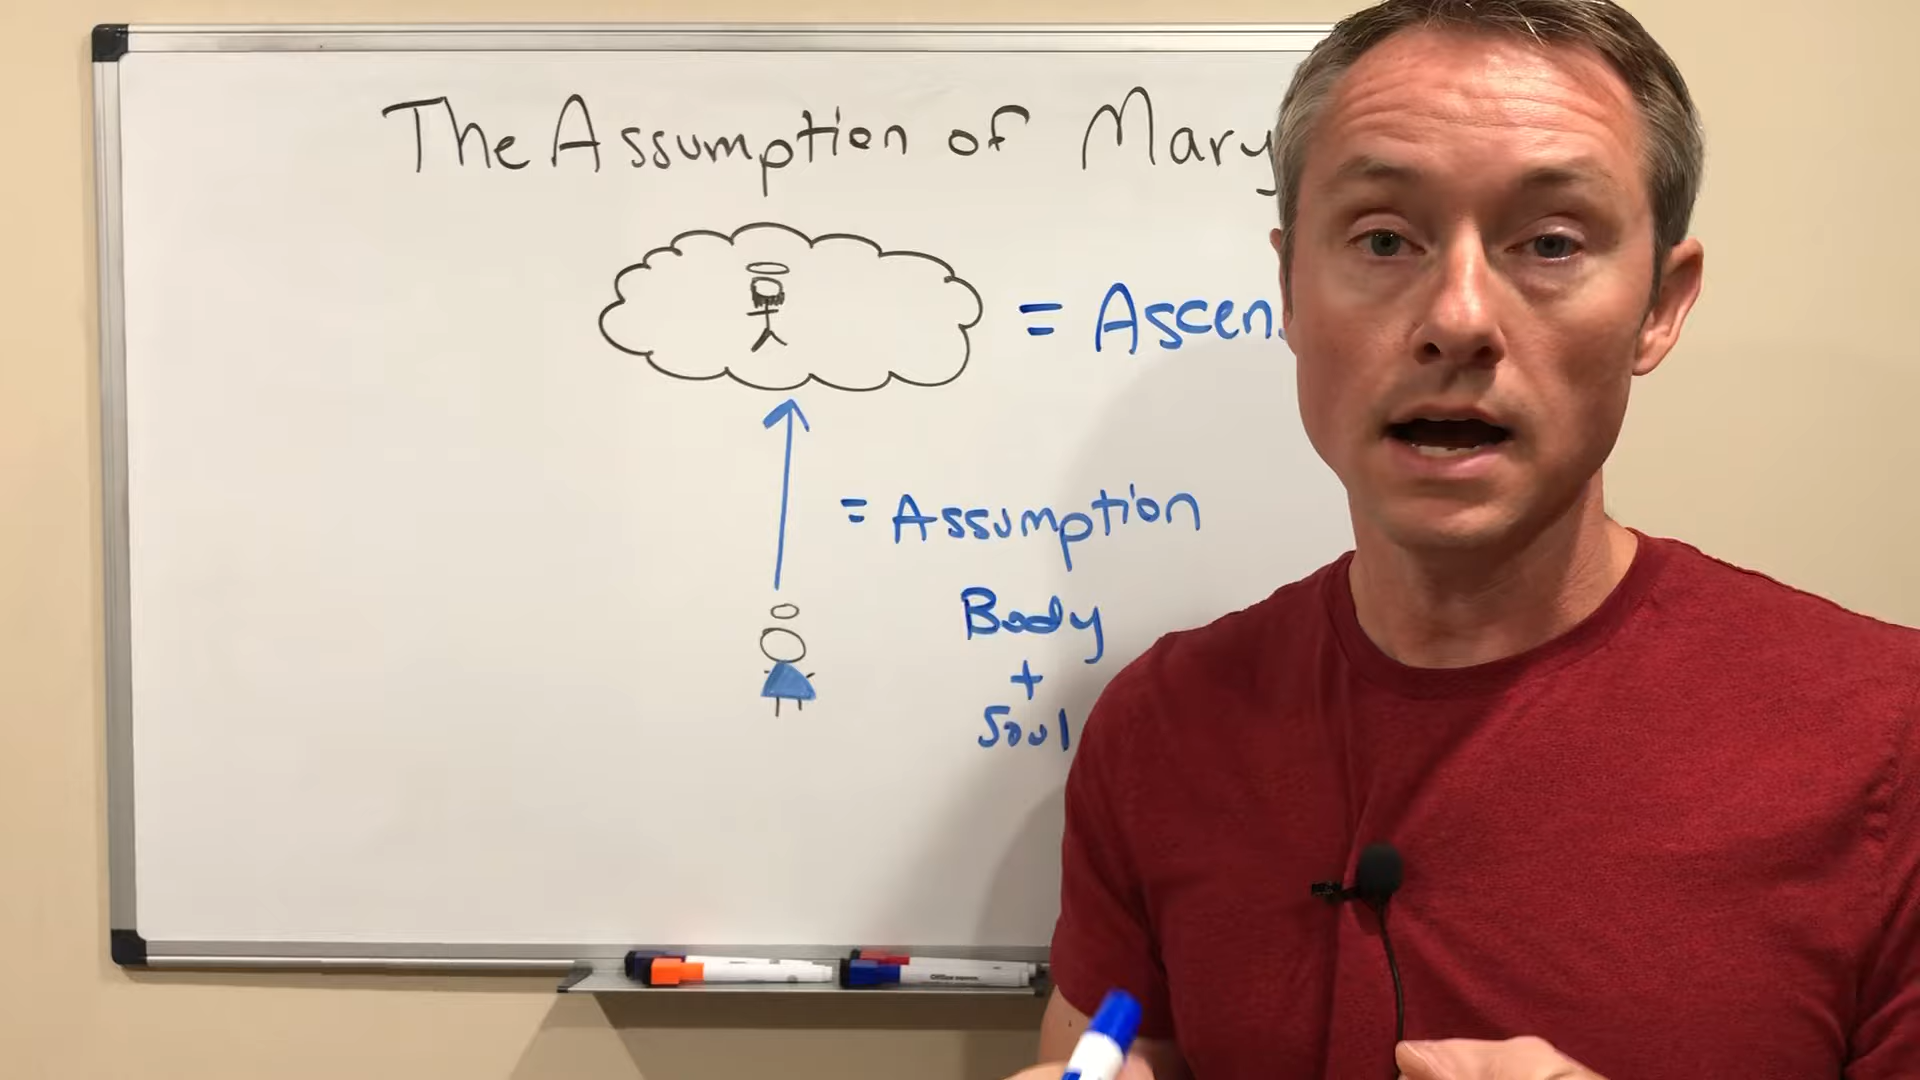 The Assumption of Mary
= Ascen
= Assumption
Body
+
Soul